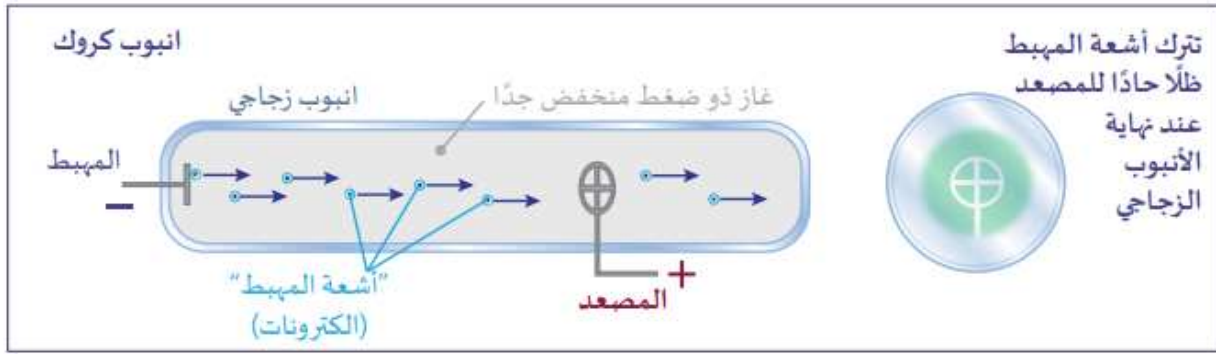 انبوب كروك
تترك أشعة المهبط
ظلًا حادًا للمصعد
عند نهاية
الأنبوب
الزجاجي
انبوب زجاجي
غاز ذو ضغط منخفض جدًا
المهبط
−
+
المصعد
"أشعة المهبط"
(الكترونات)